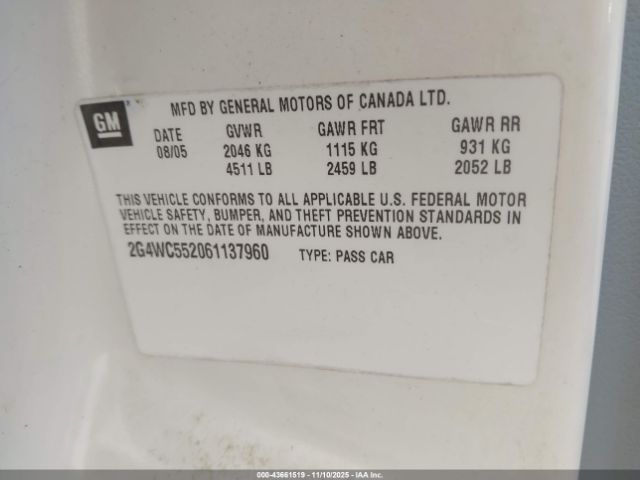 GM
MFD BY GENERAL MOTORS OF CANADA LTD.
DATE GVWR GAWR FRT GAWR RR
08/05 2046 KG 1115 KG 931 KG
4511 LB 2459 LB 2052 LB
THIS VEHICLE CONFORMS TO ALL APPLICABLE U.S. FEDERAL MOTOR
VEHICLE SAFETY, BUMPER, AND THEFT PREVENTION STANDARDS IN
EFFECT ON THE DATE OF MANUFACTURE SHOWN ABOVE.
2G4WC552061137960 TYPE: PASS CAR
000-43661519 - 11/10/2025 - IAA Inc.